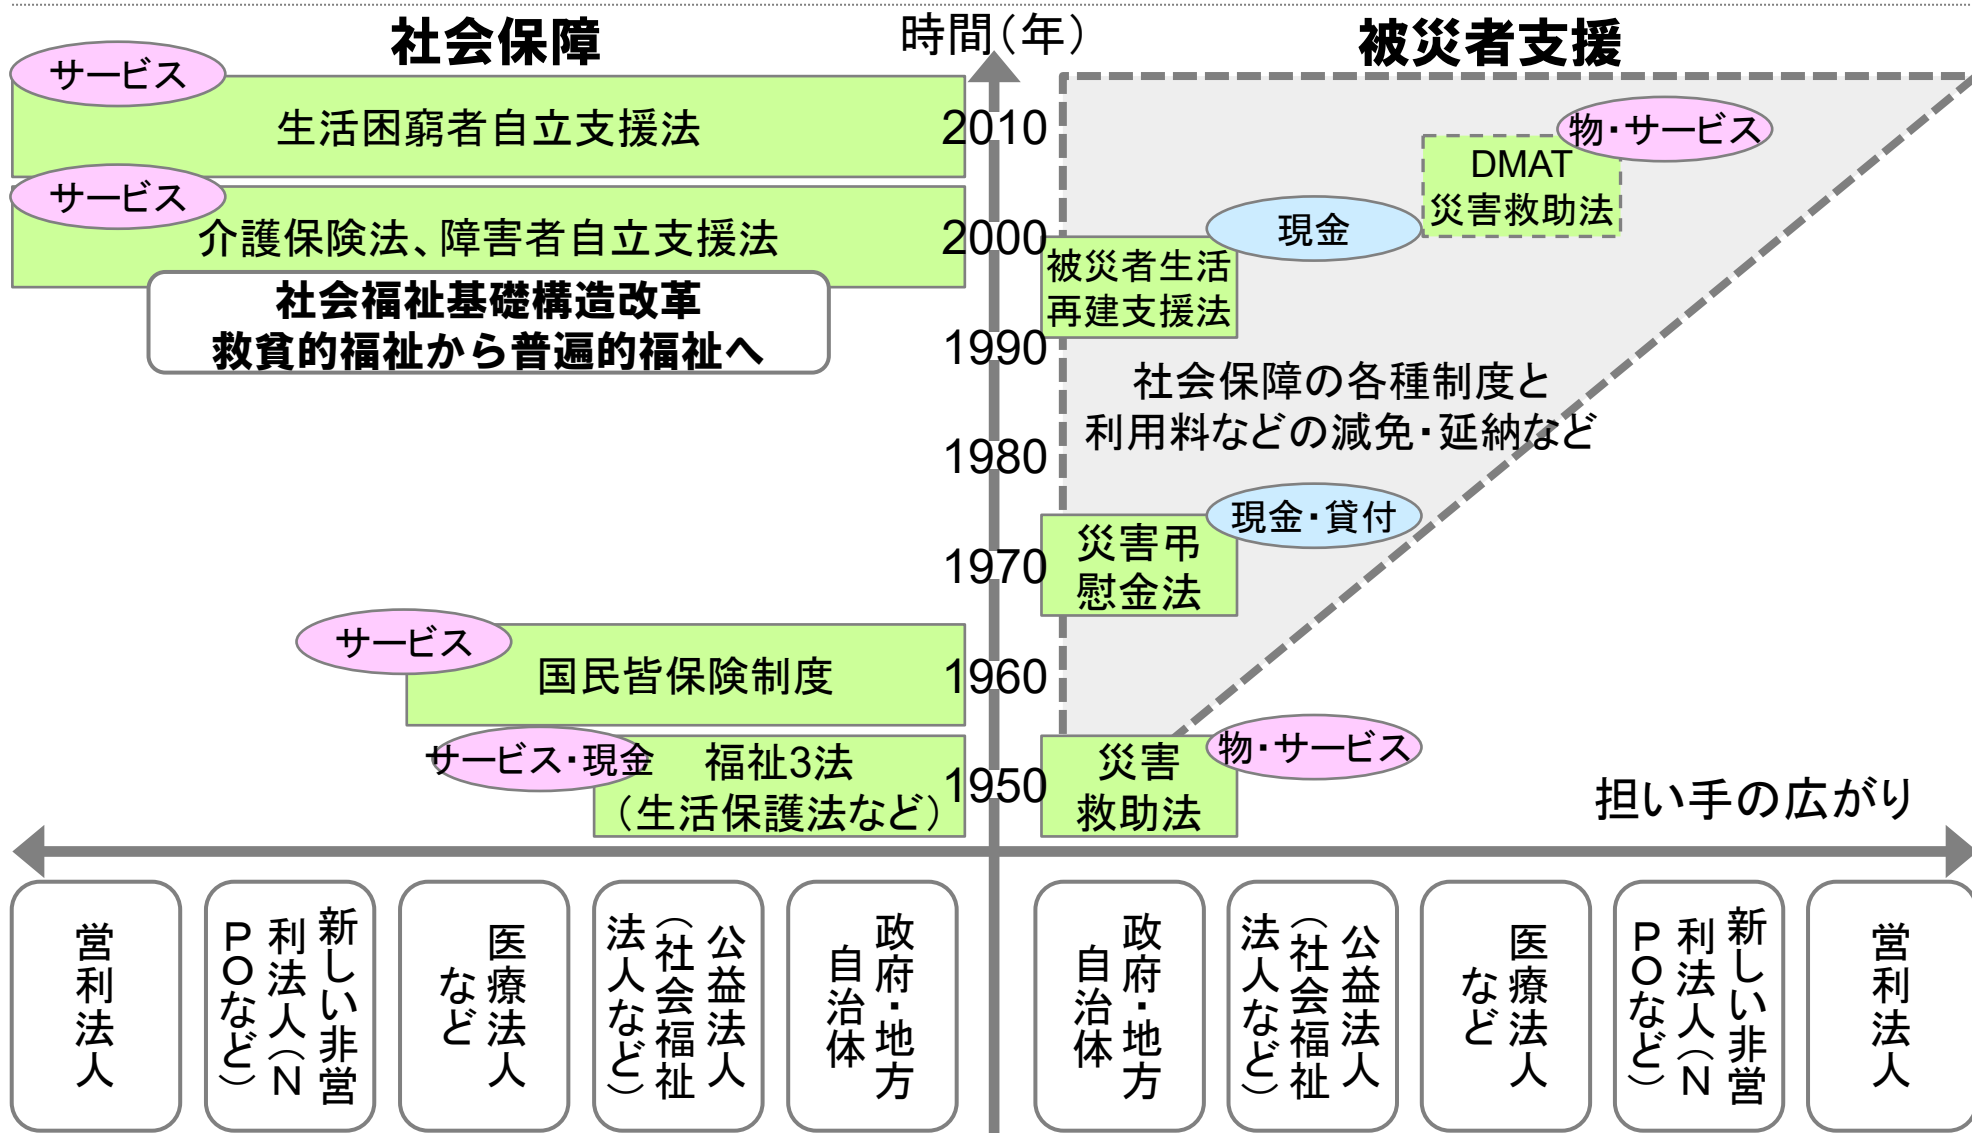 社会保障
時間(年)
被災者支援
サービス
生活困窮者自立支援法
サービス
介護保険法、障害者自立支援法
社会福祉基礎構造改革
救貧的福祉から普遍的福祉へ
サービス
国民皆保険制度
サービス・現金
福祉3法
(生活保護法など)
2010
2000
1990
1980
1970
1960
1950
物・サービス
DMAT
災害救助法
現金
被災者生活
再建支援法
社会保障の各種制度と
利用料などの減免・延納など
現金・貸付
災害弔
慰金法
物・サービス
災害
救助法
担い手の広がり
営利法人
新しい非営
利法人(N
POなど)
医療法人
など
公益法人
(社会福祉
法人など)
政府・地方
自治体
政府・地方
自治体
公益法人
(社会福祉
法人など)
医療法人
など
新しい非営
利法人(N
POなど)
営利法人